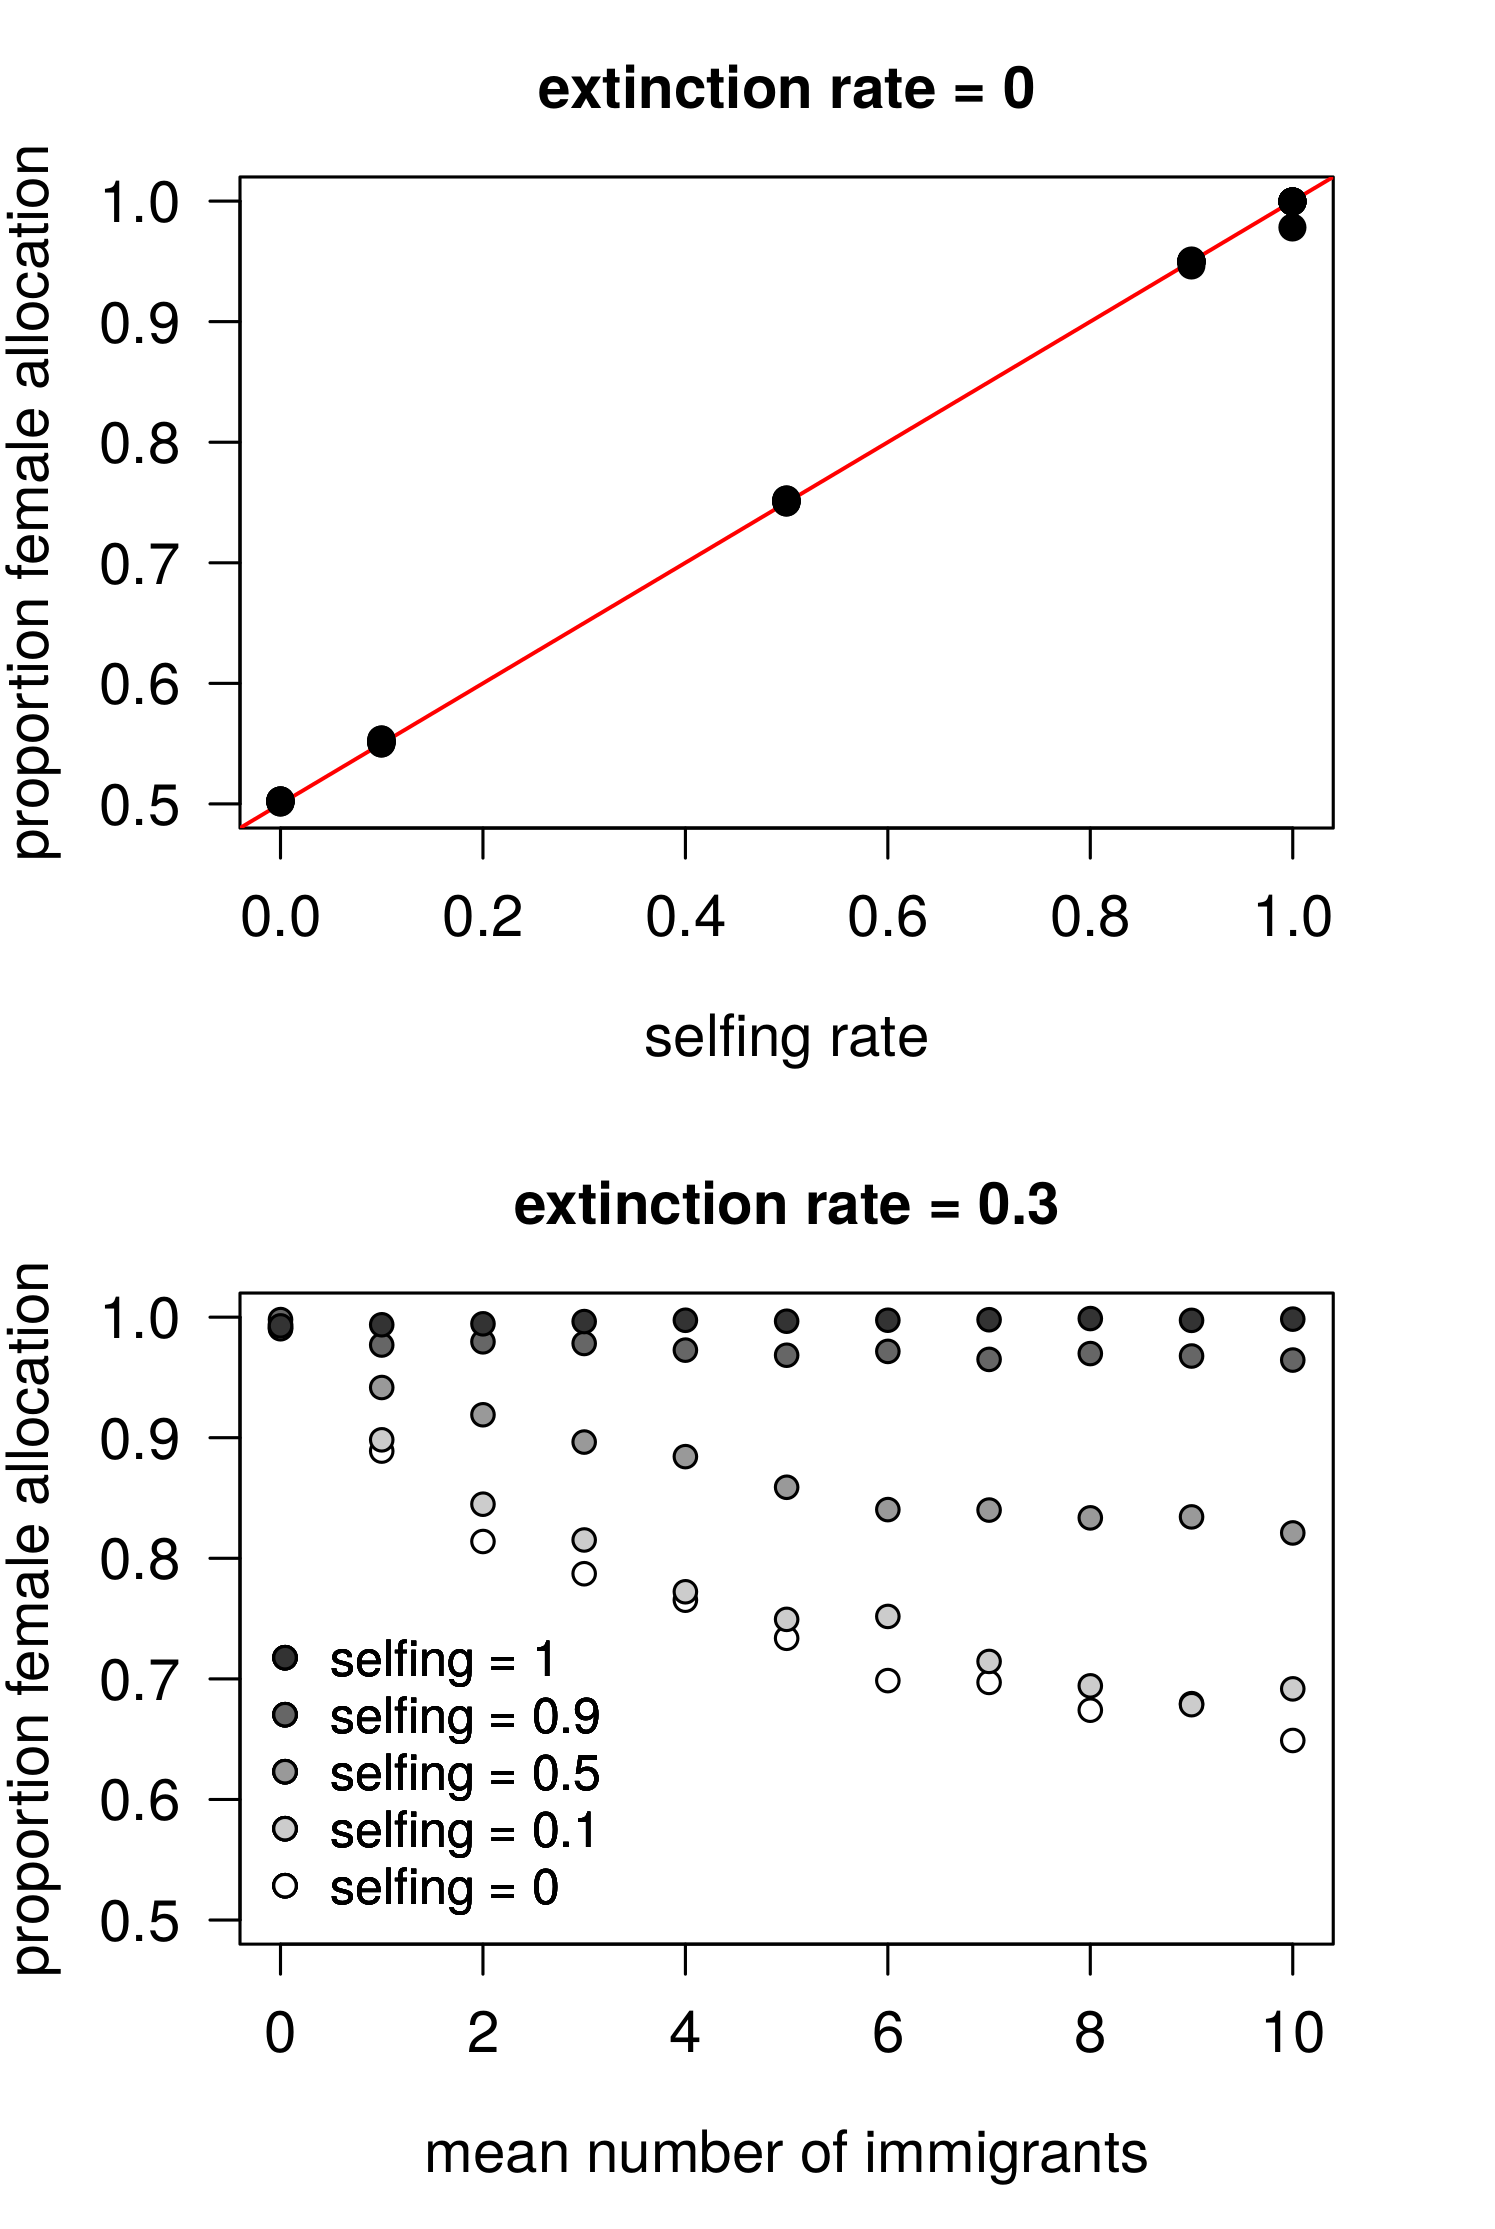 extinction rate = 0
proportion female allocation
1.0
0.9
0.8
0.7
0.6
0.5
0.0 0.2 0.4 0.6 0.8 1.0
selfing rate
extinction rate = 0.3
proportion female allocation
1.0
0.9
0.8
0.7
0.6
0.5
selfing = 1
selfing = 0.9
selfing = 0.5
selfing = 0.1
selfing = 0
0 2 4 6 8 10
mean number of immigrants